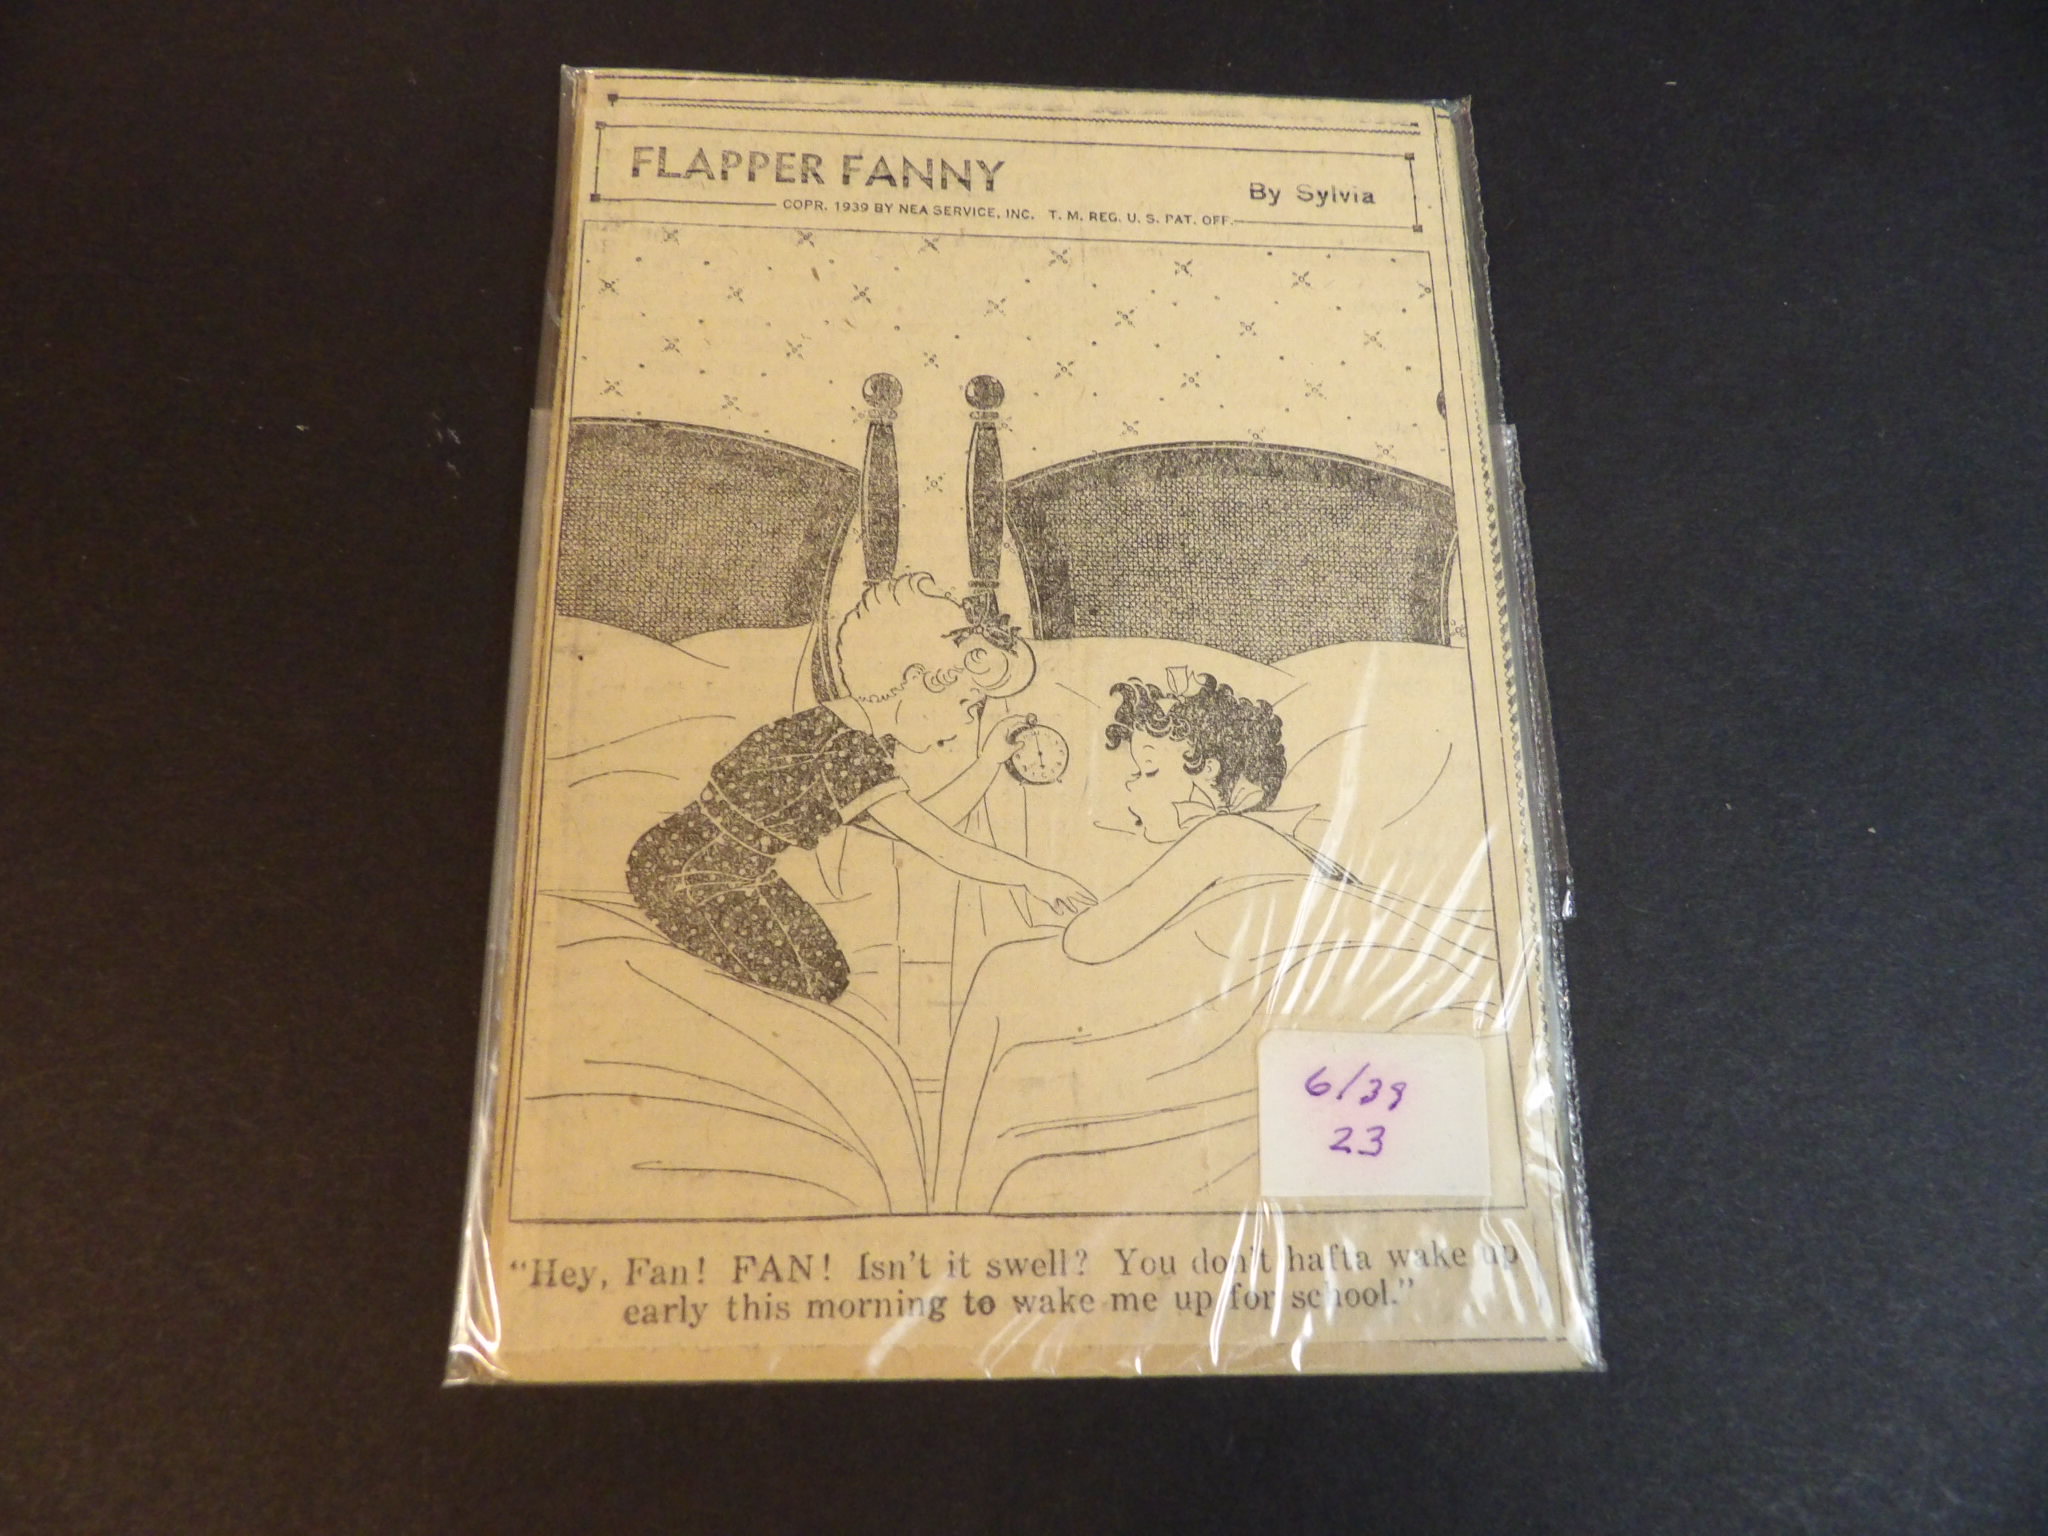 FLAPPER FANNY
By Sylvia
COPR. 1939 BY NEA SERVICE, INC. T. M. REG. U. S. PAT. OFF.
6/39
23
"Hey, Fan! FAN! Isn't it swell? You don't hafta wake up
early this morning to wake me up for school."